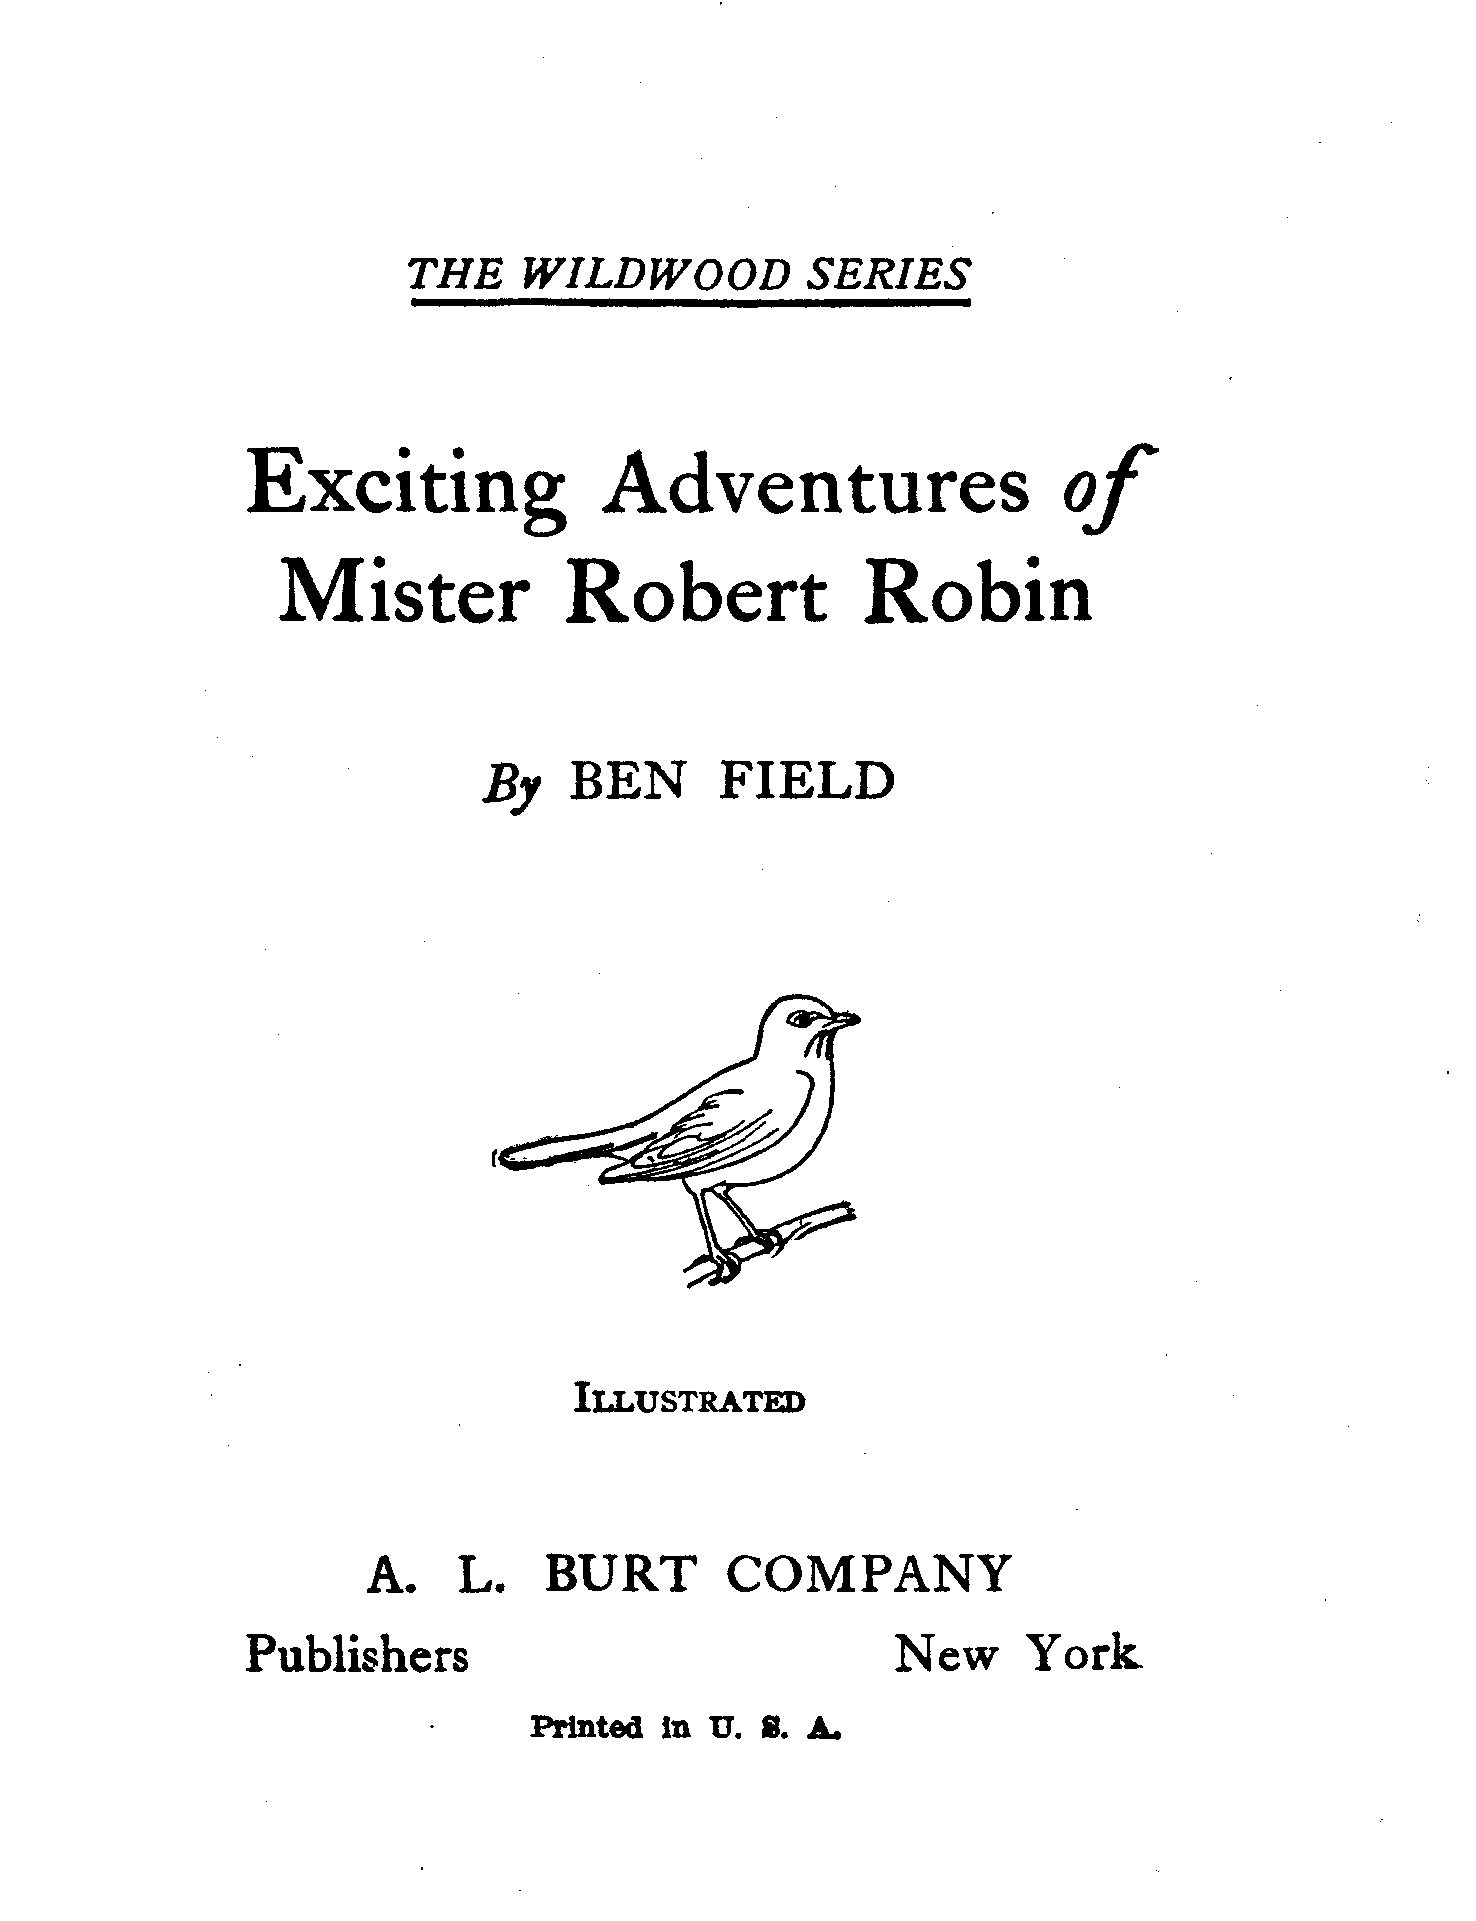 THE WILDWOOD SERIES
Exciting Adventures of
Mister Robert Robin
By BEN FIELD
ILLUSTRATED
A. L. BURT COMPANY
Publishers New York
Printed in U. S. A.